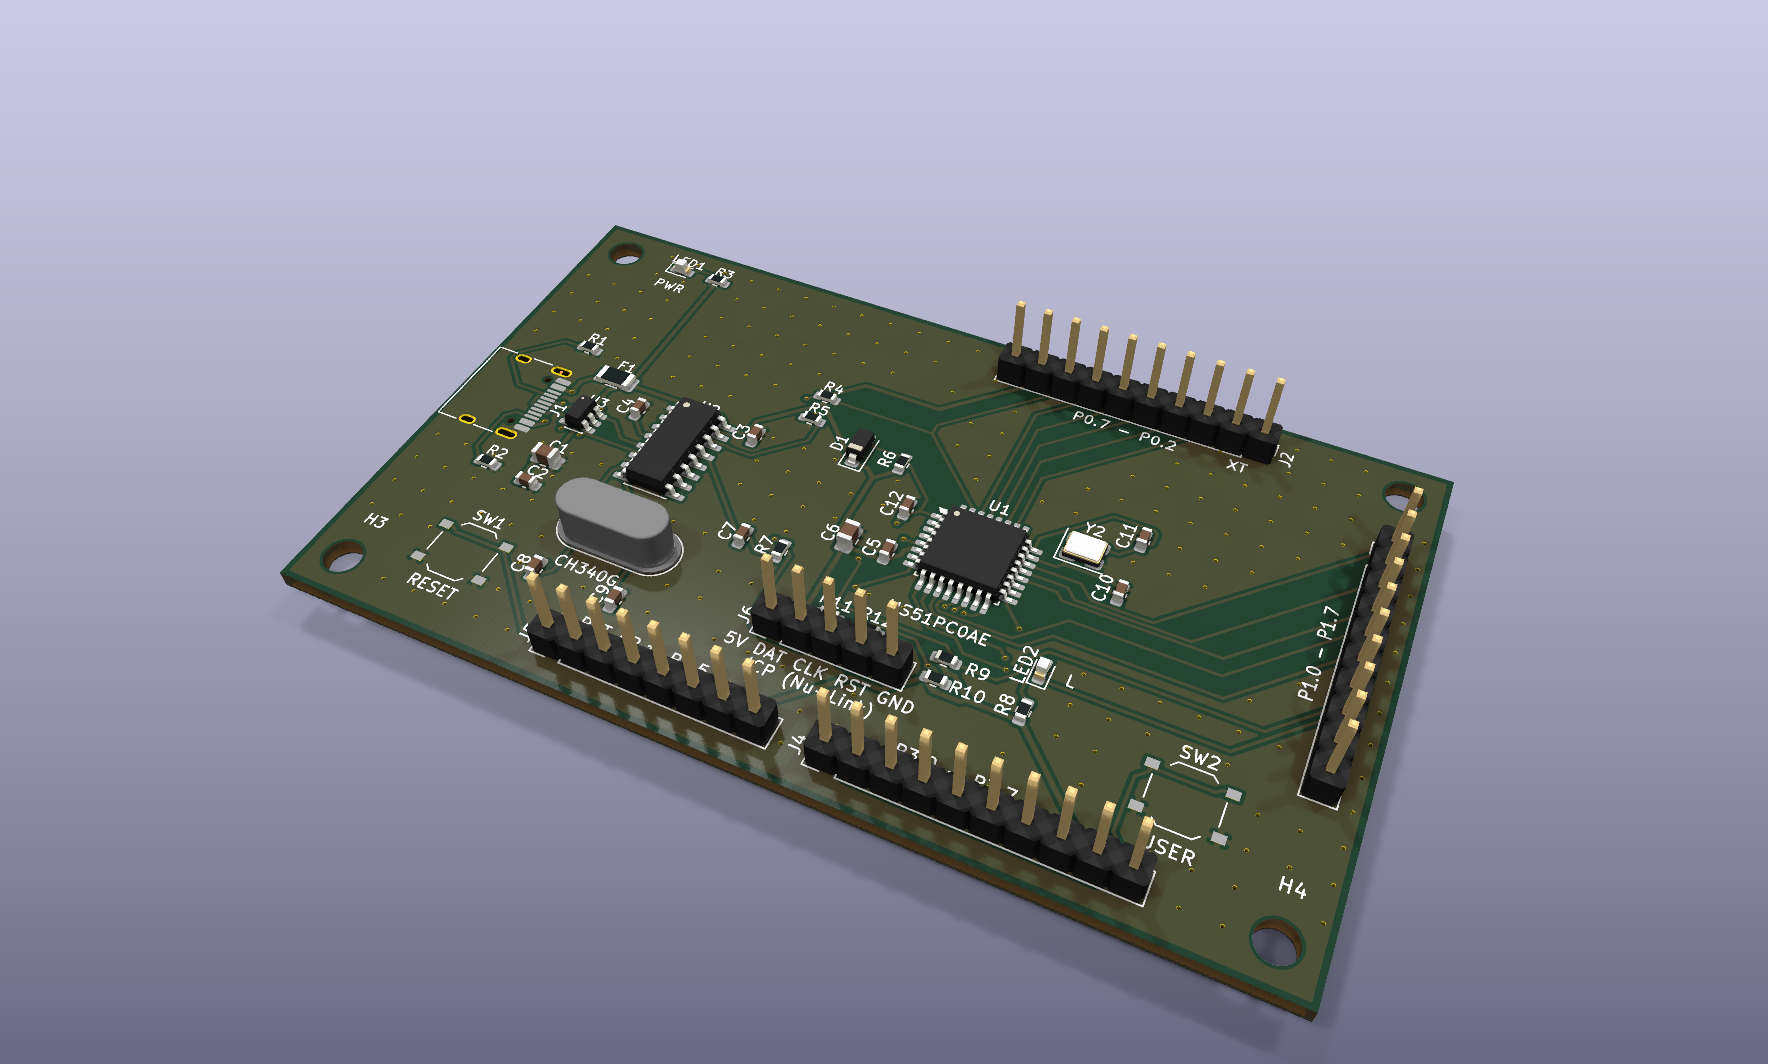 LED1
R3
PWR
R1
F1
C4
R4
R5
C3
D1
R6
P0.7 - P0.2
XT
J2
R2
C1
C2
C12
U1
H3
SW1
C7
R7
C6
C5
Y2
C11
RESET
C8
CH340G
C10
P1.0 - P1.7
5V DAT CLK RST GND
R9
R10
LED2
L
R8
J4
SW2
H4